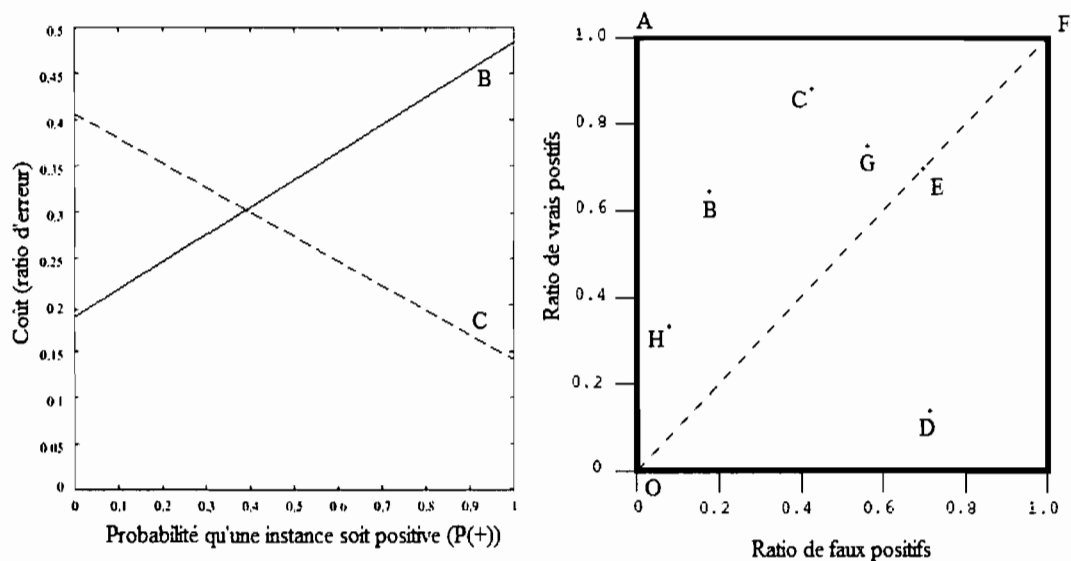 0.5
0.45
0.4
0.35
0.3
0.25
0.2
0.15
0.1
0.05
0
Coût (ratio d'erreur)
B
C
0 0.1 0.2 0.3 0.4 0.5 0.6 0.7 0.8 0.9 1
Probabilité qu'une instance soit positive (P(+))
A
F
1.0
0.8
0.6
0.4
0.2
0
Ratio de vrais postifs
C
G
E
B
H
D
O
0.2 0.4 0.6 0.8 1.0
Ratio de faux positifs